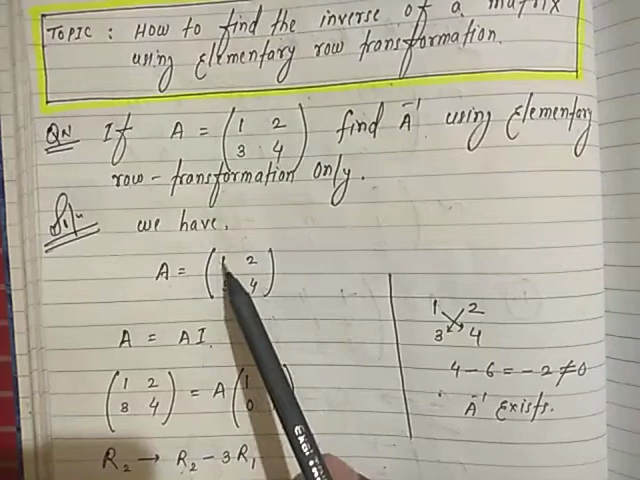 TOPIC: How to find the inverse of a matrix
using Elementary row transformation.
QN If A = (1 2
3 4) find A⁻¹ using Elementary
row-transformation only.
Sol:- we have,
A = ( 2
4)
A = AI.
(1 2
3 4) = A(1
0 )
R₂ → R₂ - 3R₁
1 2
3 4
4 - 6 = -2 ≠ 0
∴ A⁻¹ Exists.